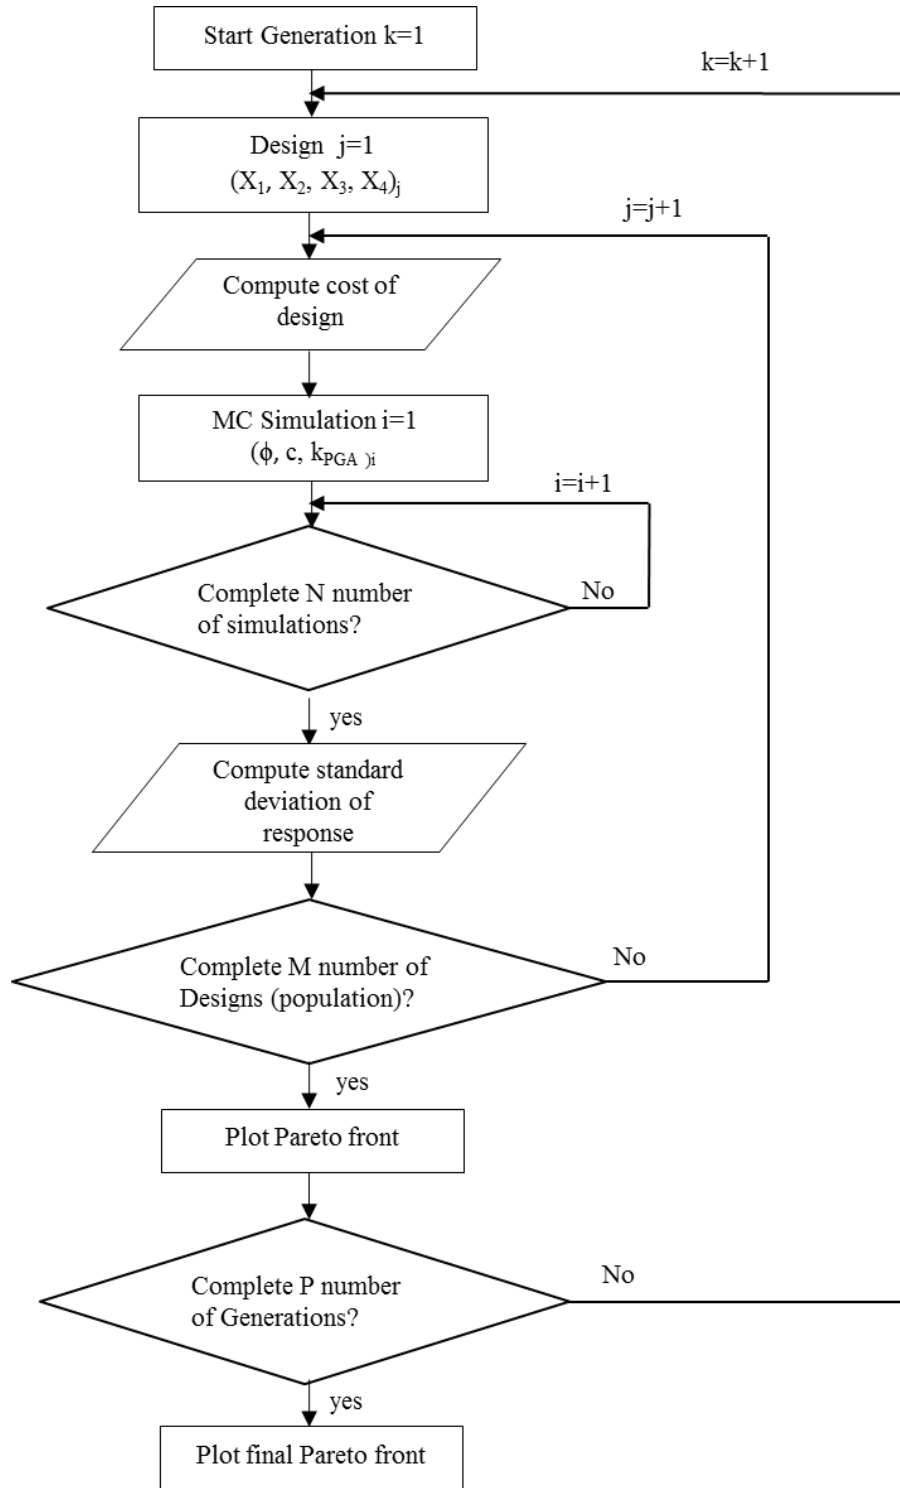 Start Generation k=1
k=k+1
Design j=1
(X₁, X₂, X₃, X₄)ⱼ
j=j+1
Compute cost of
design
MC Simulation i=1
(ϕ, c, k_PGA )i
i=i+1
Complete N number
of simulations?
No
yes
Compute standard
deviation of
response
Complete M number of
Designs (population)?
No
yes
Plot Pareto front
Complete P number
of Generations?
No
yes
Plot final Pareto front